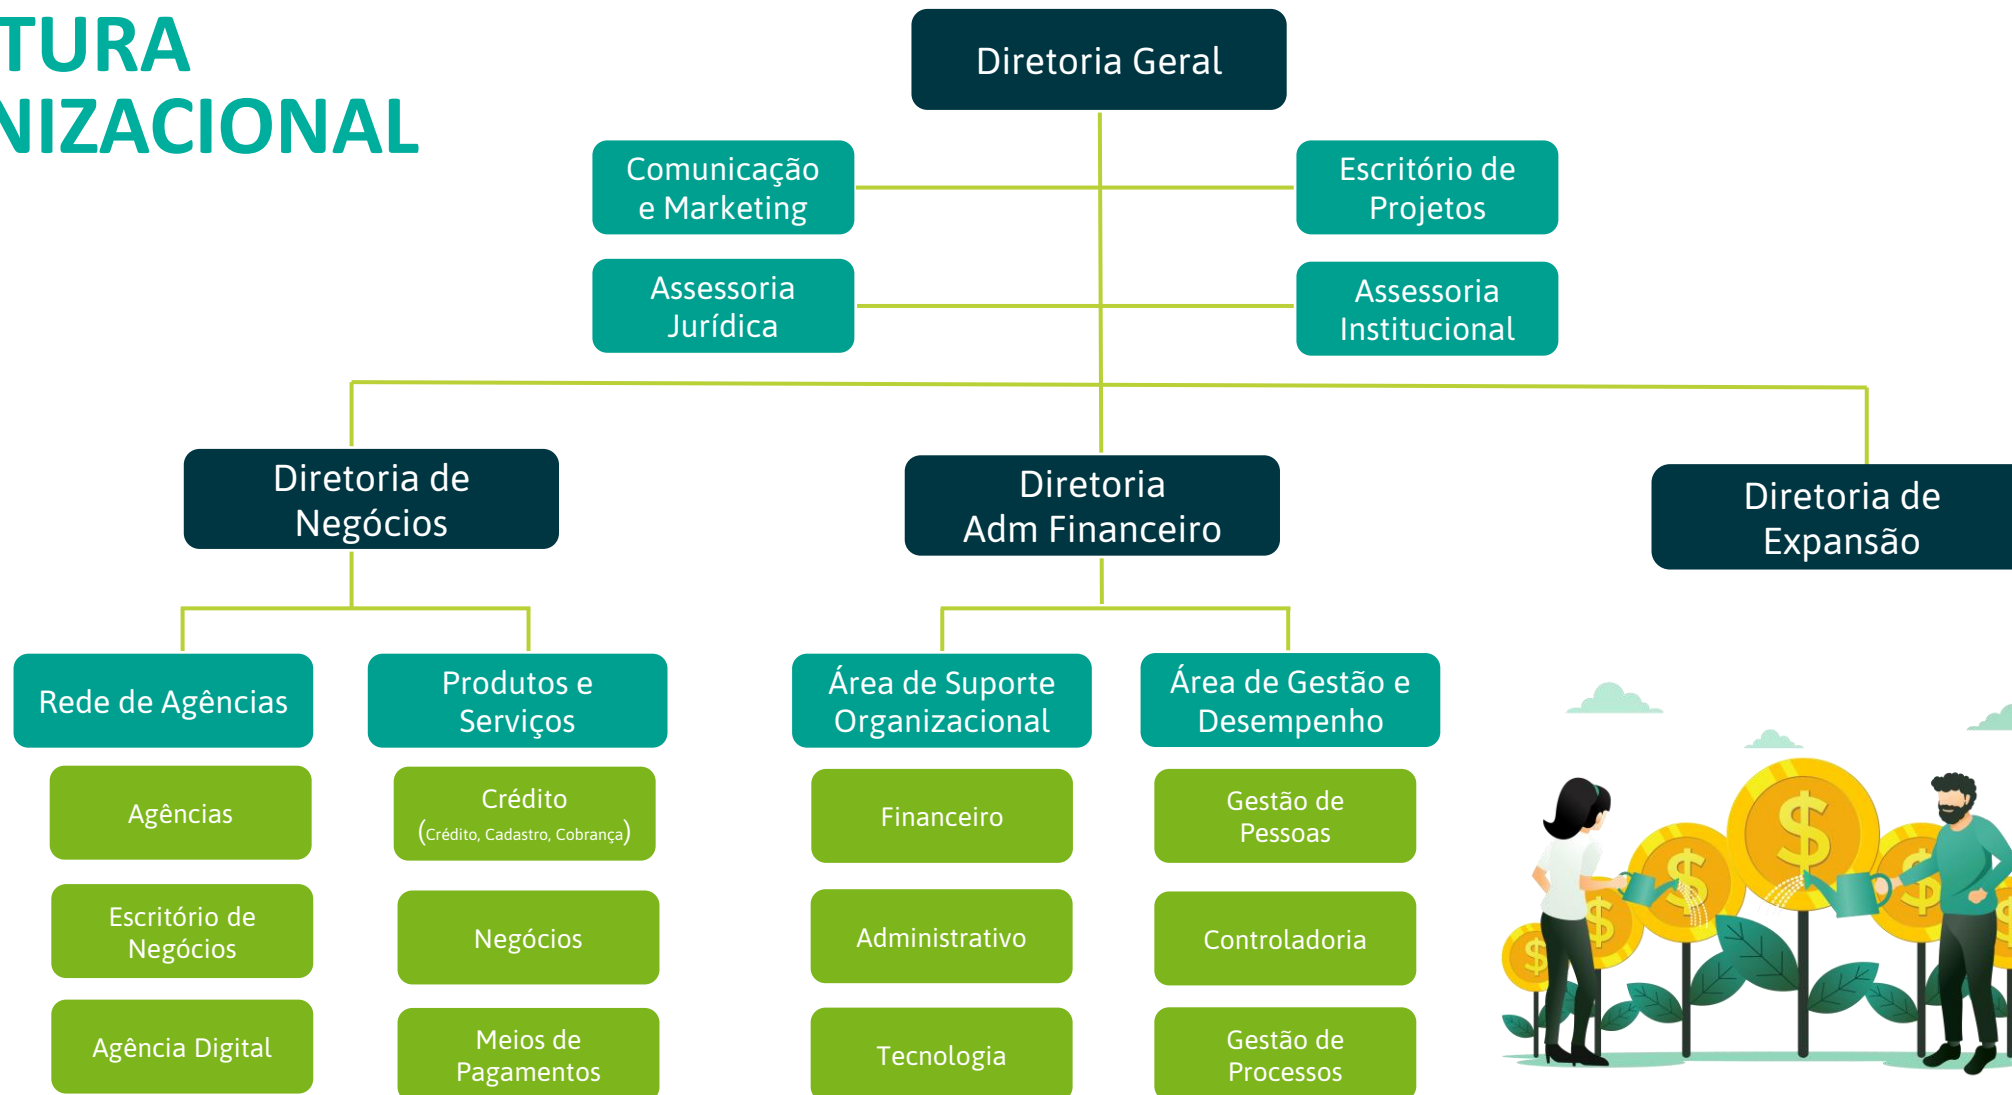 TURA
NIZACIONAL
Diretoria Geral
Comunicação
e Marketing
Escritório de
Projetos
Assessoria
Jurídica
Assessoria
Institucional
Diretoria de
Negócios
Diretoria
Adm Financeiro
Diretoria de
Expansão
Rede de Agências
Produtos e
Serviços
Área de Suporte
Organizacional
Área de Gestão e
Desempenho
Agências
Crédito
(Crédito, Cadastro, Cobrança)
Financeiro
Gestão de
Pessoas
Escritório de
Negócios
Negócios
Administrativo
Controladoria
Agência Digital
Meios de
Pagamentos
Tecnologia
Gestão de
Processos
$
$
$
$
$
$